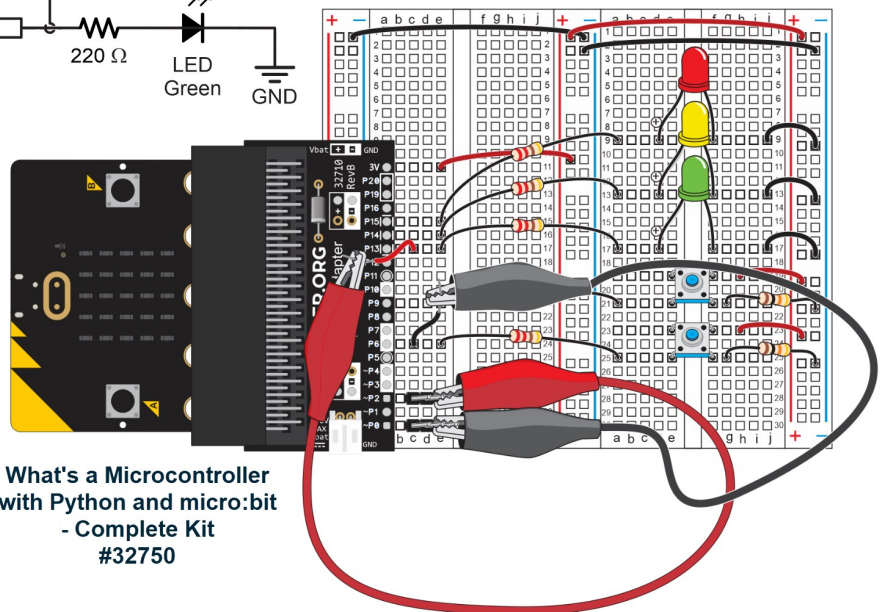 220 Ω
LED
Green
GND
+ − a b c d e f g h i j + − a b c d e f g h i j + −
Vbat + GND
32710
RevB
3V
P20
P19
P16
P15
P14
P13
P11
P10
P9
P8
P7
P6
P5
~P4
~P3
~P2
~P1
~P0
GND
B
A
What's a Microcontroller
with Python and micro:bit
- Complete Kit
#32750